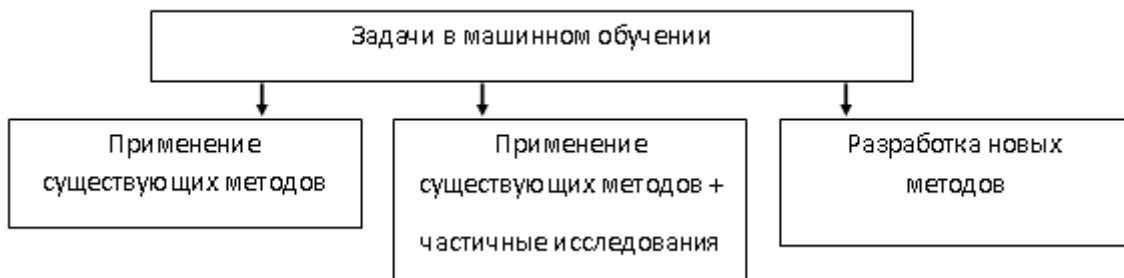 Задачи в машинном обучении
Применение
существующих методов
Применение
существующих методов +
частичные исследования
Разработка новых
методов